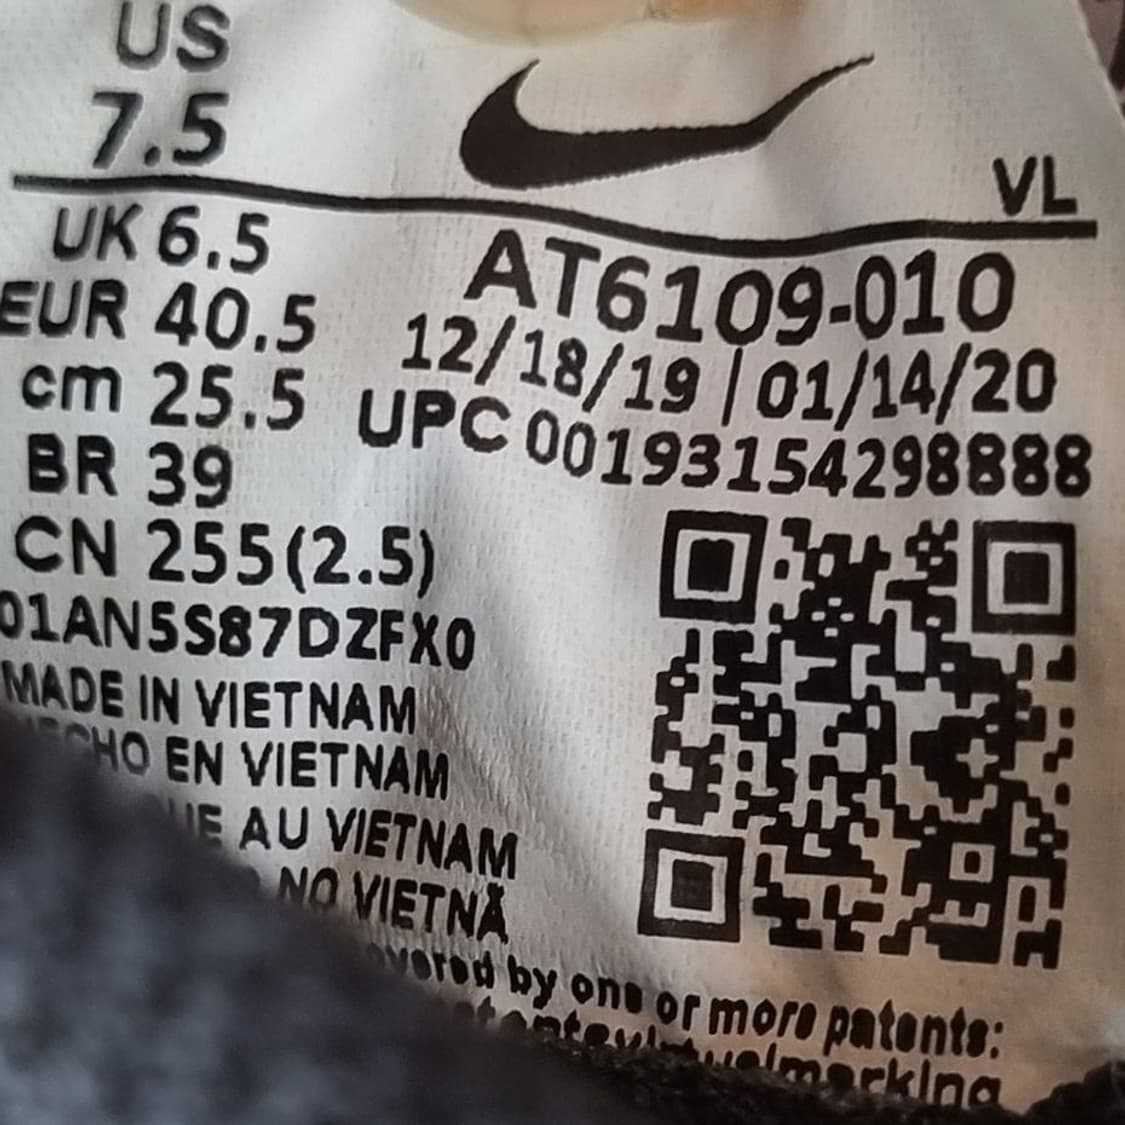 US
7.5
VL
UK 6.5
EUR 40.5
cm 25.5
BR 39
CN 255(2.5)
01AN5S87DZFX0
MADE IN VIETNAM
EN VIETNAM
AU VIETNAM
NO VIETNÃ
AT6109-010
12/18/19 | 01/14/20
UPC 00193154298888
by one or more patents: